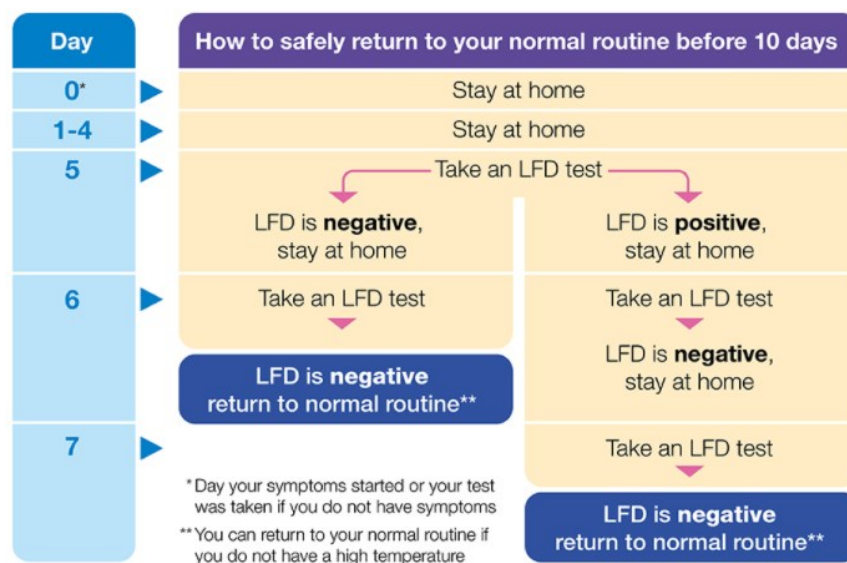 Day
How to safely return to your normal routine before 10 days
0*
Stay at home
1-4
Stay at home
5
Take an LFD test
LFD is negative,
stay at home
LFD is positive,
stay at home
6
Take an LFD test
LFD is negative
return to normal routine**
Take an LFD test
LFD is negative,
stay at home
7
Take an LFD test
LFD is negative
return to normal routine**
*Day your symptoms started or your test
was taken if you do not have symptoms
**You can return to your normal routine if
you do not have a high temperature